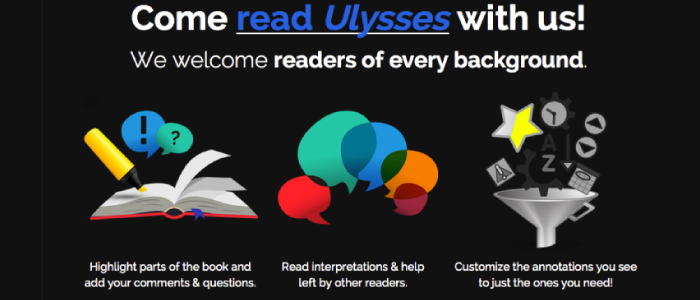 Come read Ulysses with us!
We welcome readers of every background.
!
?
A
Z
Highlight parts of the book and
add your comments & questions.
Read interpretations & help
left by other readers.
Customize the annotations you see
to just the ones you need!